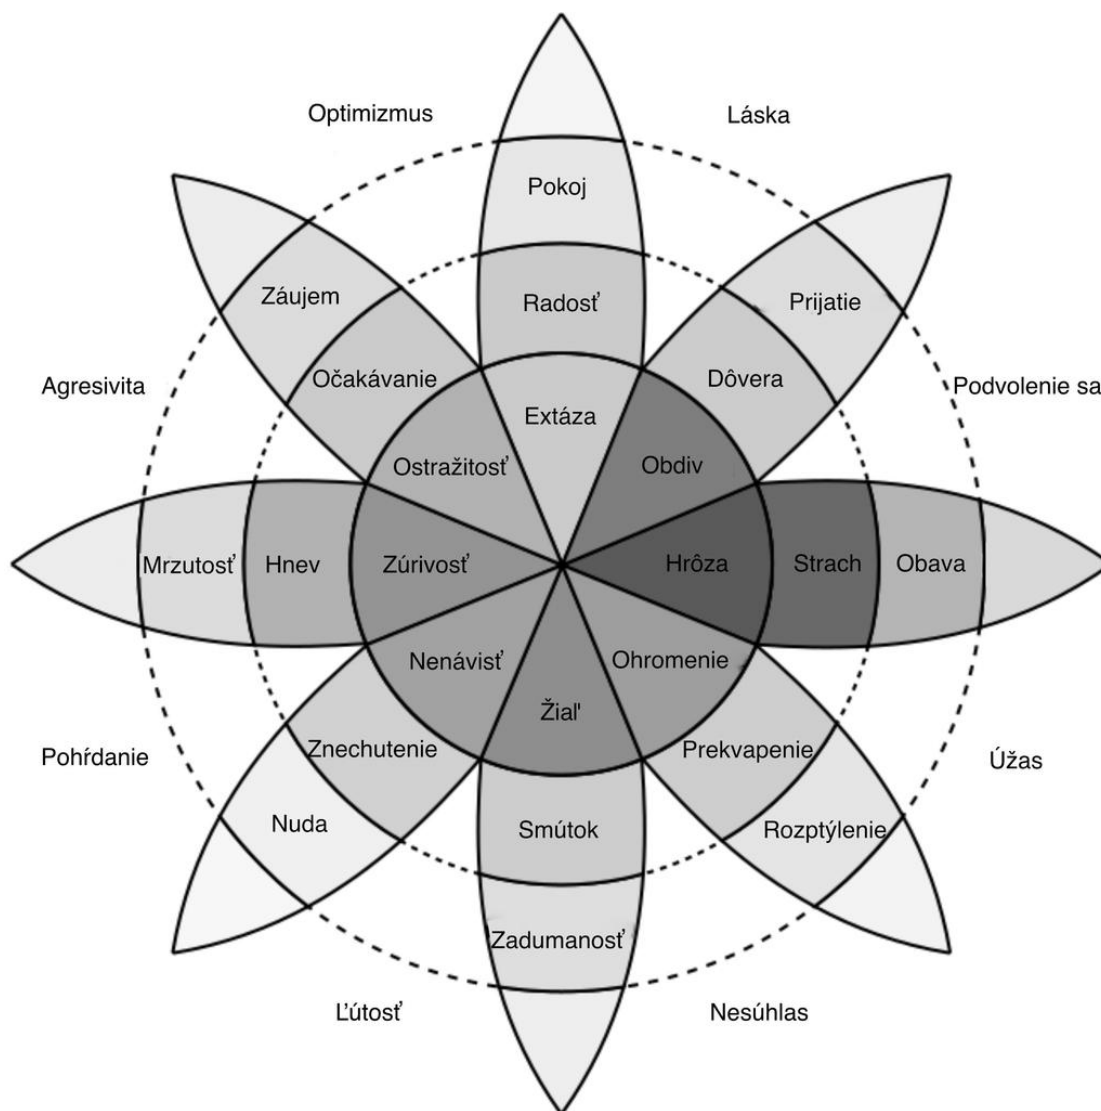 Optimizmus
Láska
Pokoj
Záujem
Radosť
Prijatie
Očakávanie
Dôvera
Agresivita
Podvolenie sa
Extáza
Ostražitosť
Obdiv
Mrzutosť
Hnev
Zúrivosť
Hrôza
Strach
Obava
Nenávisť
Ohromenie
Žiaľ
Znechutenie
Prekvapenie
Pohŕdanie
Úžas
Nuda
Smútok
Rozptýlenie
Zadumanosť
Ľútosť
Nesúhlas